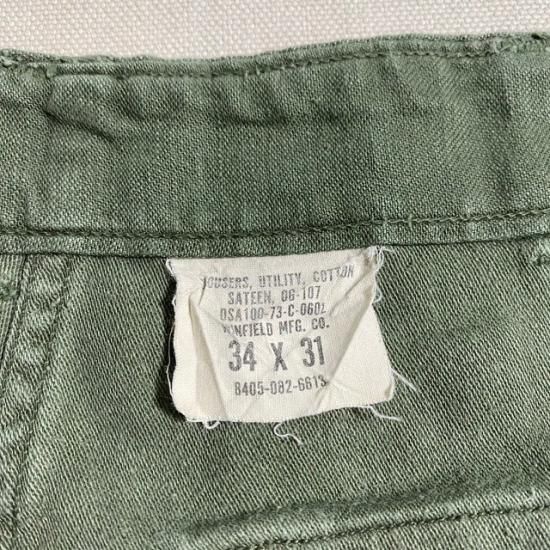 TROUSERS, UTILITY, COTTON
SATEEN, OG-107
DSA100-73-C-0602
WINFIELD MFG. CO.
34 X 31
8405-082-6613